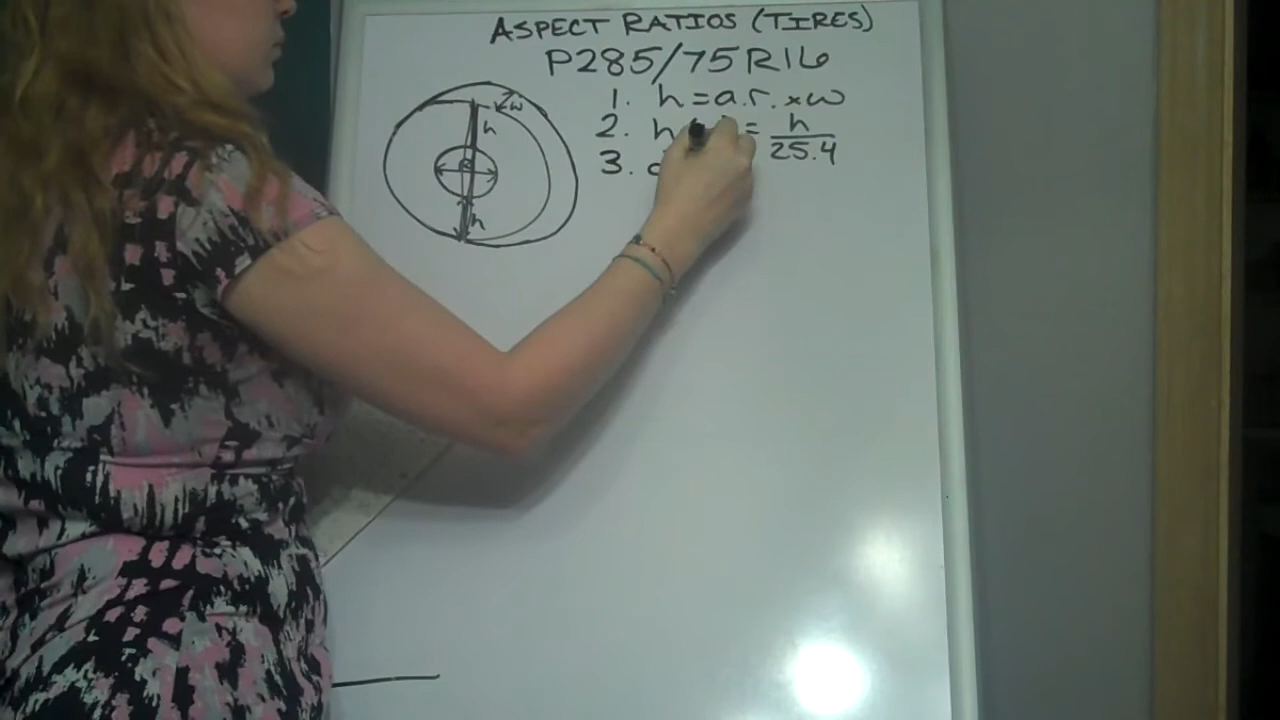 ASPECT RATIOS (TIRES)
P285/75R16
1. h=a.r. ×w
2. h = h
25.4
3.
w
h
h